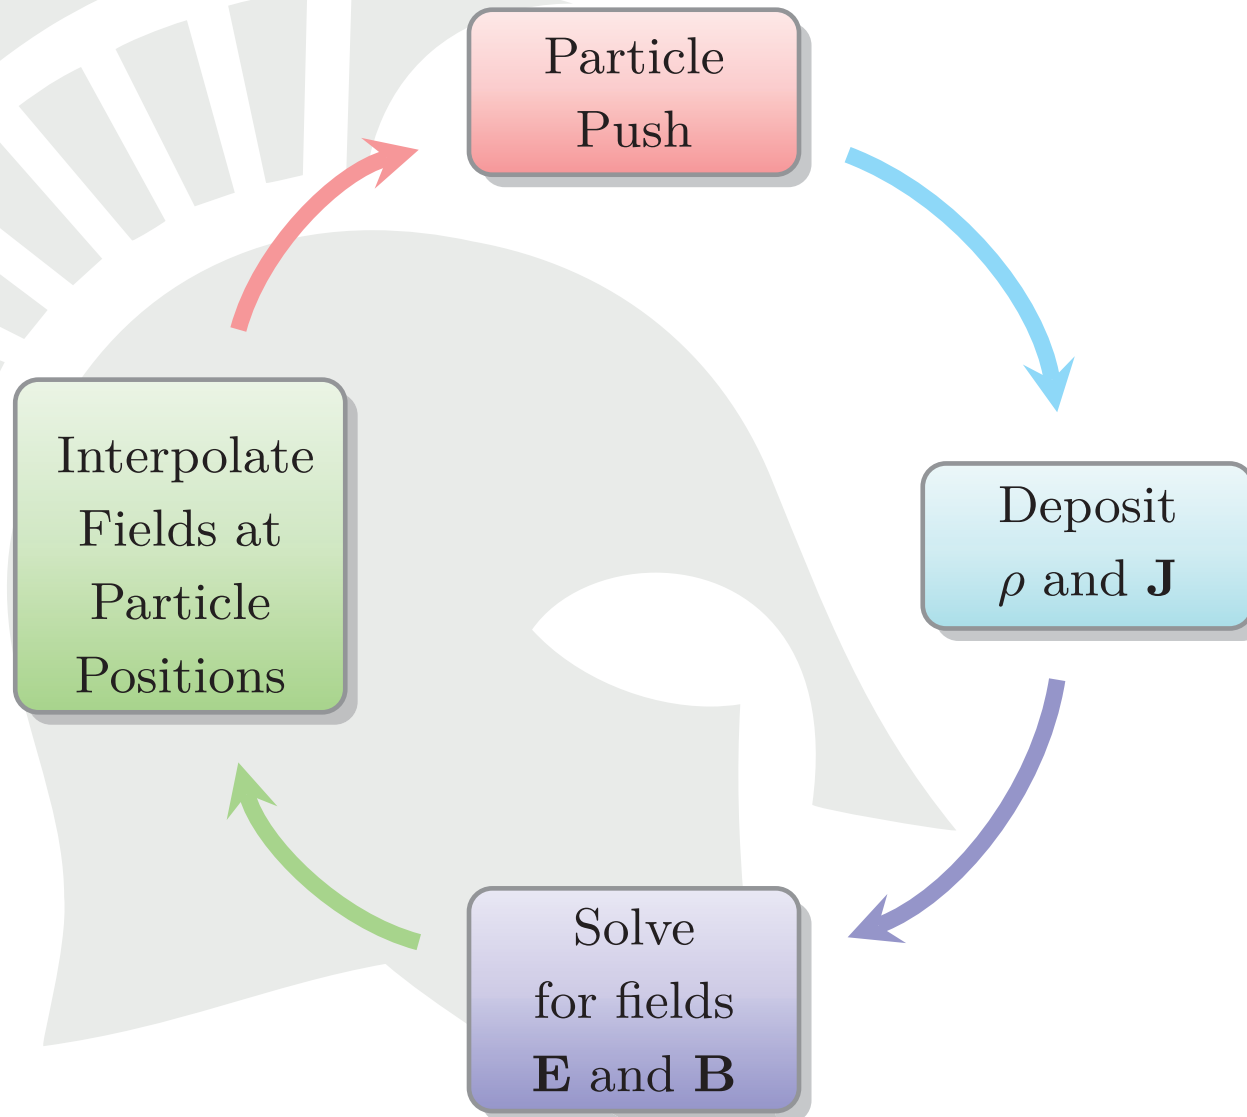 Particle
Push
Deposit
ρ and J
Solve
for fields
E and B
Interpolate
Fields at
Particle
Positions